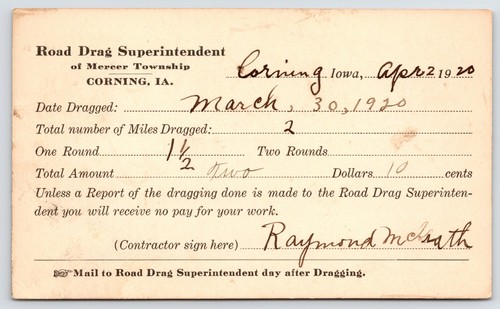 Road Drag Superintendent
of Mercer Township
CORNING, IA.
Corning Iowa, Apr 2 1920
Date Dragged: March, 30, 1920
Total number of Miles Dragged: 2
One Round 1 1/2 Two Rounds
Total Amount two Dollars 10 cents
Unless a Report of the dragging done is made to the Road Drag Superinten-
dent you will receive no pay for your work.
(Contractor sign here) Raymond McGrath
☞Mail to Road Drag Superintendent day after Dragging.